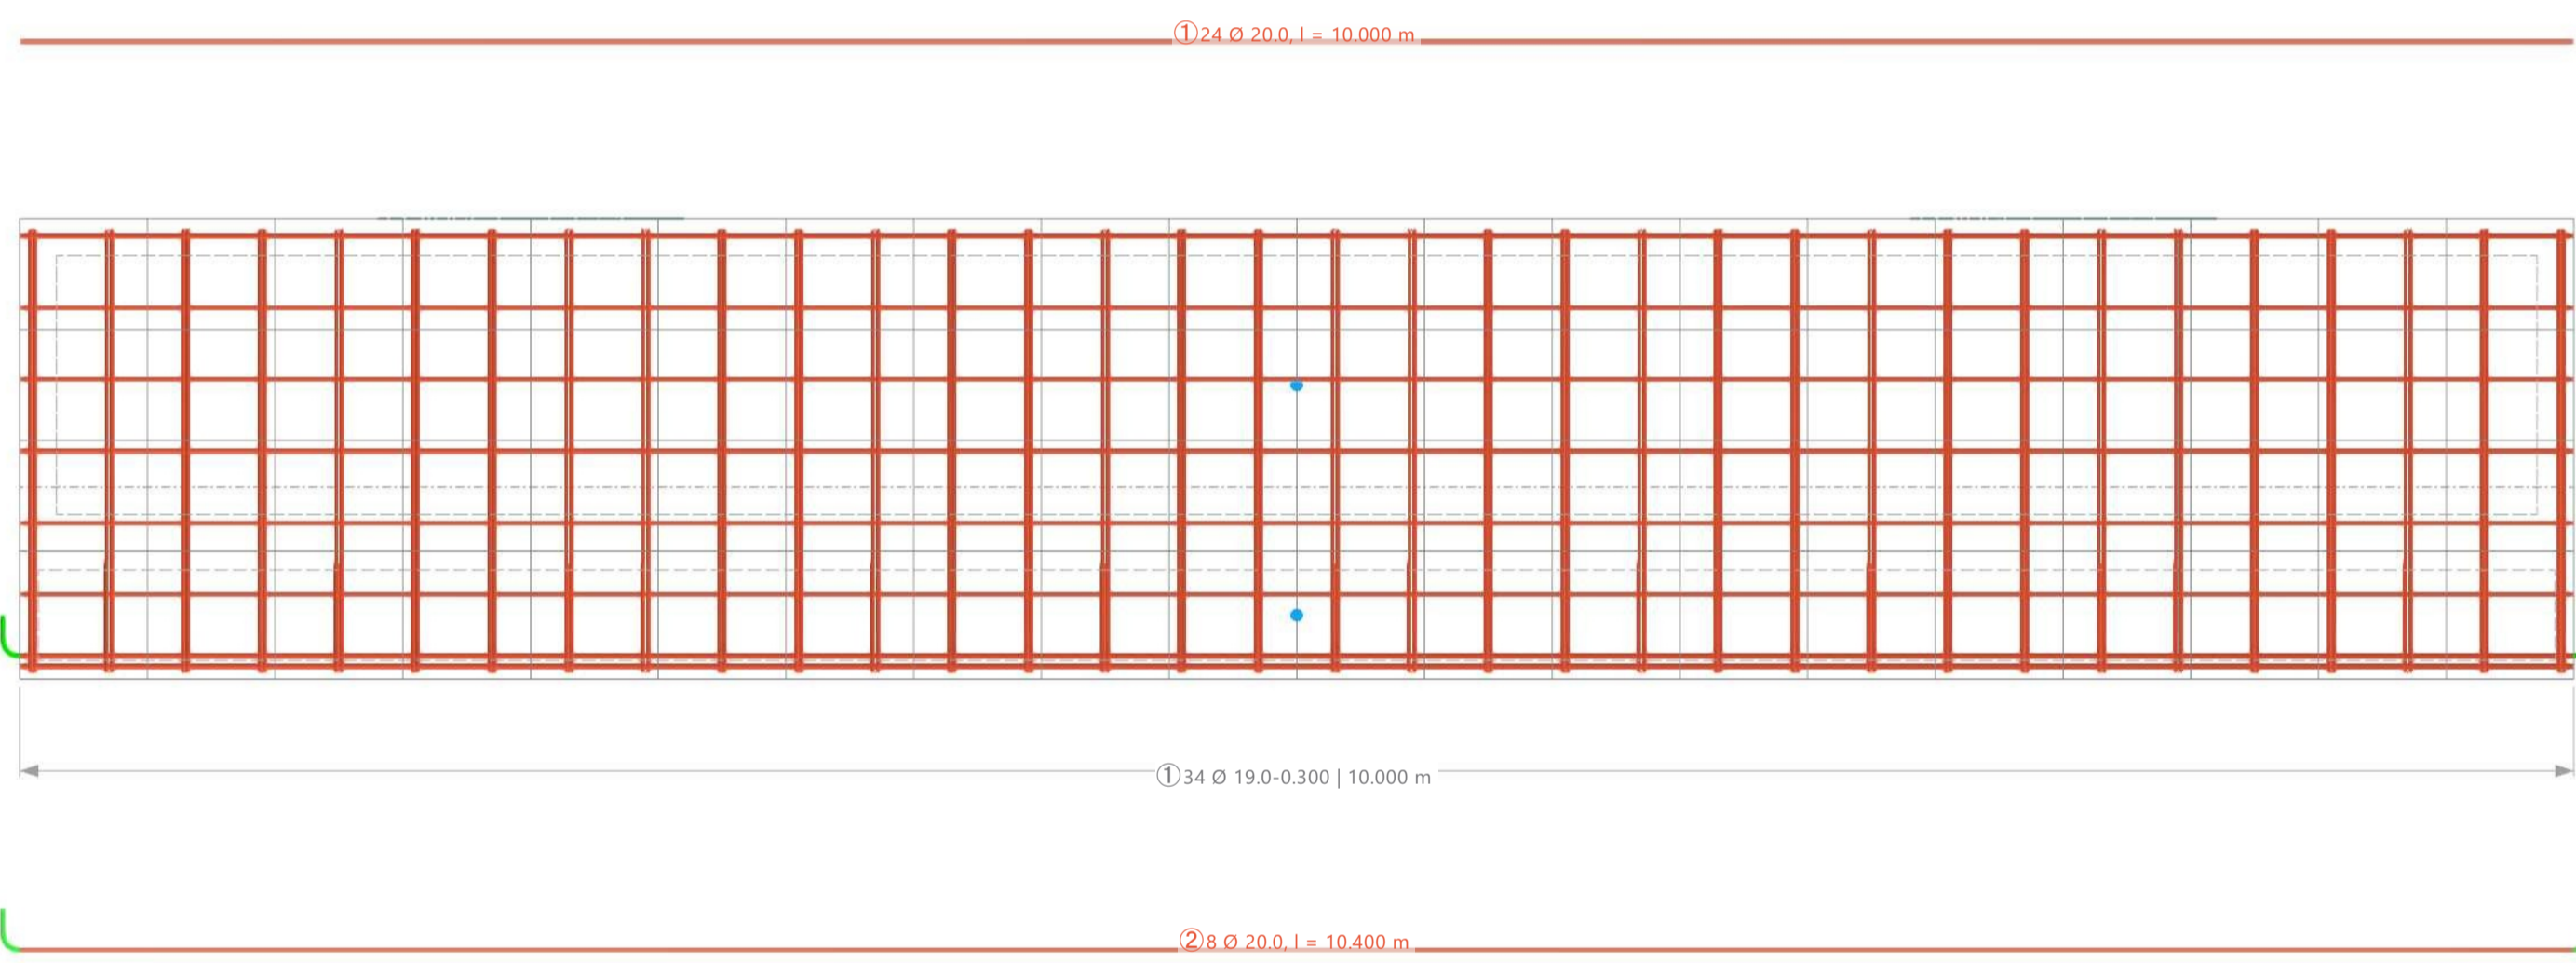 ①24 Ø 20.0, l = 10.000 m
①34 Ø 19.0-0.300 | 10.000 m
②8 Ø 20.0, l = 10.400 m